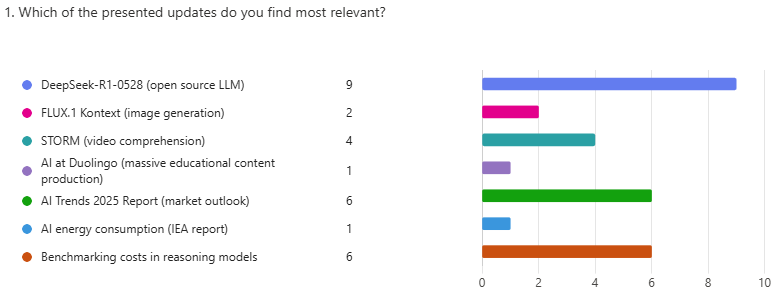 1. Which of the presented updates do you find most relevant?
DeepSeek-R1-0528 (open source LLM) 9
FLUX.1 Kontext (image generation) 2
STORM (video comprehension) 4
AI at Duolingo (massive educational content
production) 1
AI Trends 2025 Report (market outlook) 6
AI energy consumption (IEA report) 1
Benchmarking costs in reasoning models 6
0 2 4 6 8 10